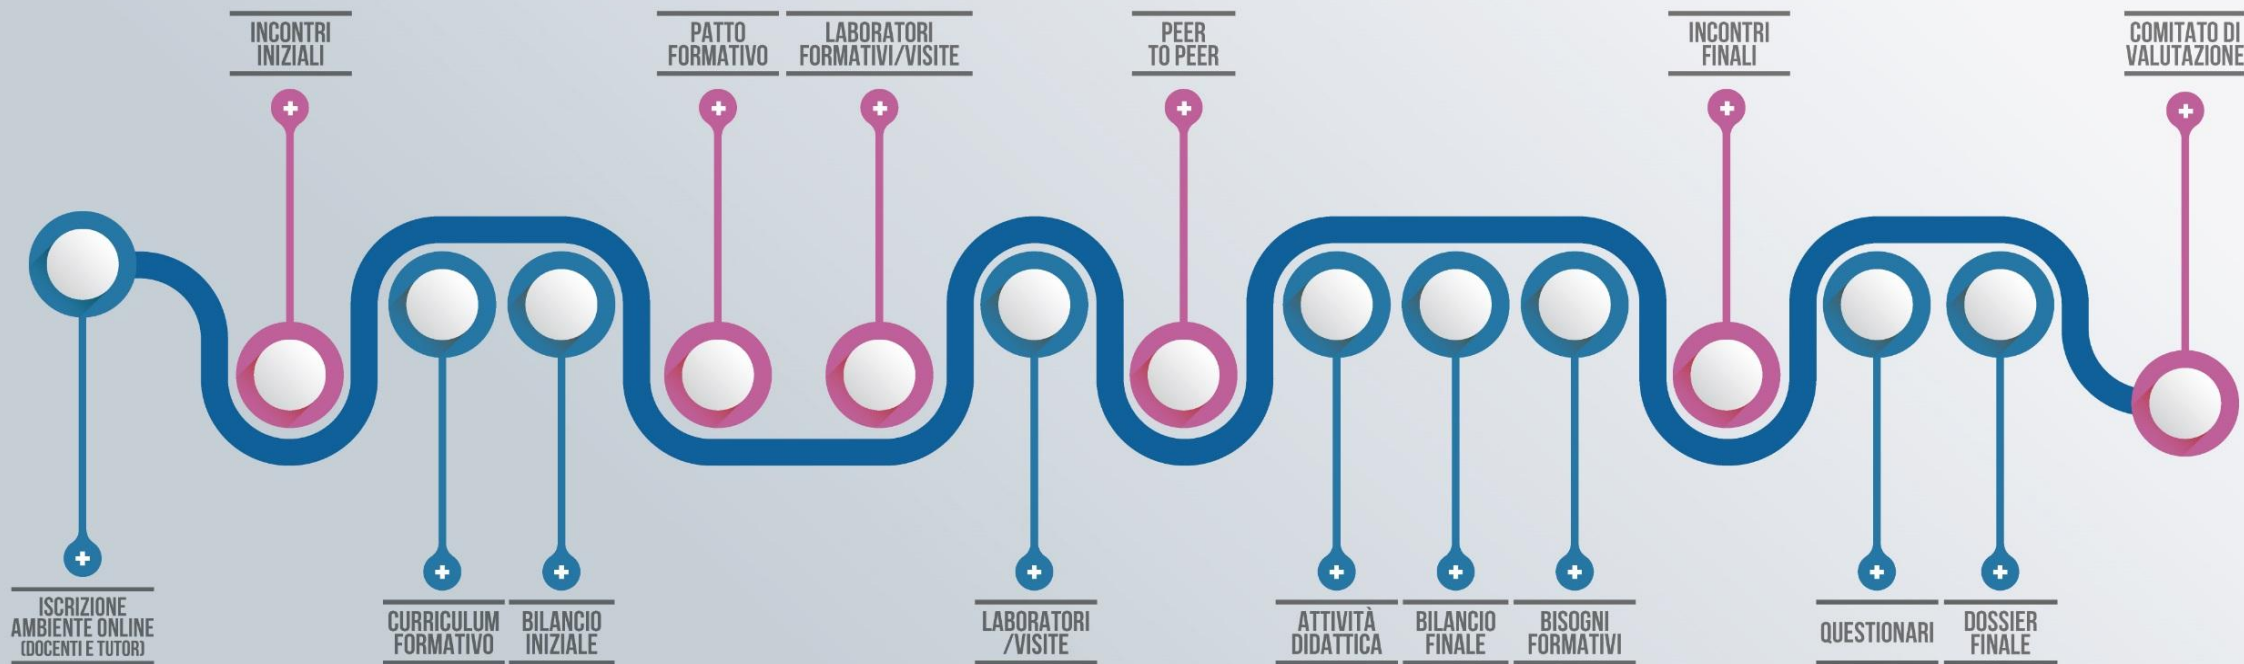 INCONTRI
INIZIALI
PATTO
FORMATIVO
LABORATORI
FORMATIVI/VISITE
PEER
TO PEER
INCONTRI
FINALI
COMITATO DI
VALUTAZIONE
ISCRIZIONE
AMBIENTE ONLINE
(DOCENTI E TUTOR)
CURRICULUM
FORMATIVO
BILANCIO
INIZIALE
LABORATORI
/VISITE
ATTIVITÀ
DIDATTICA
BILANCIO
FINALE
BISOGNI
FORMATIVI
QUESTIONARI
DOSSIER
FINALE